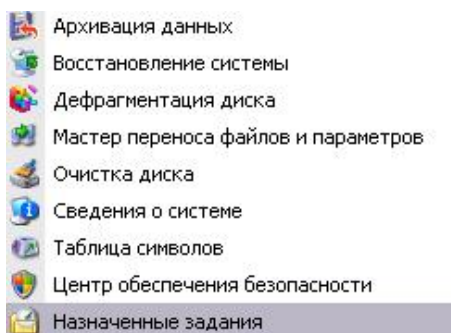 Архивация данных
Восстановление системы
Дефрагментация диска
Мастер переноса файлов и параметров
Очистка диска
Сведения о системе
Таблица символов
Центр обеспечения безопасности
Назначенные задания